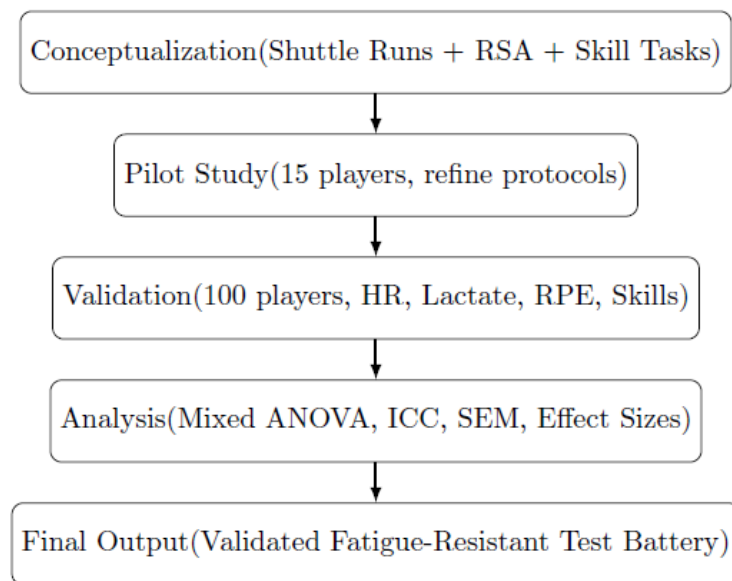 Conceptualization(Shuttle Runs + RSA + Skill Tasks)
Pilot Study(15 players, refine protocols)
Validation(100 players, HR, Lactate, RPE, Skills)
Analysis(Mixed ANOVA, ICC, SEM, Effect Sizes)
Final Output(Validated Fatigue-Resistant Test Battery)